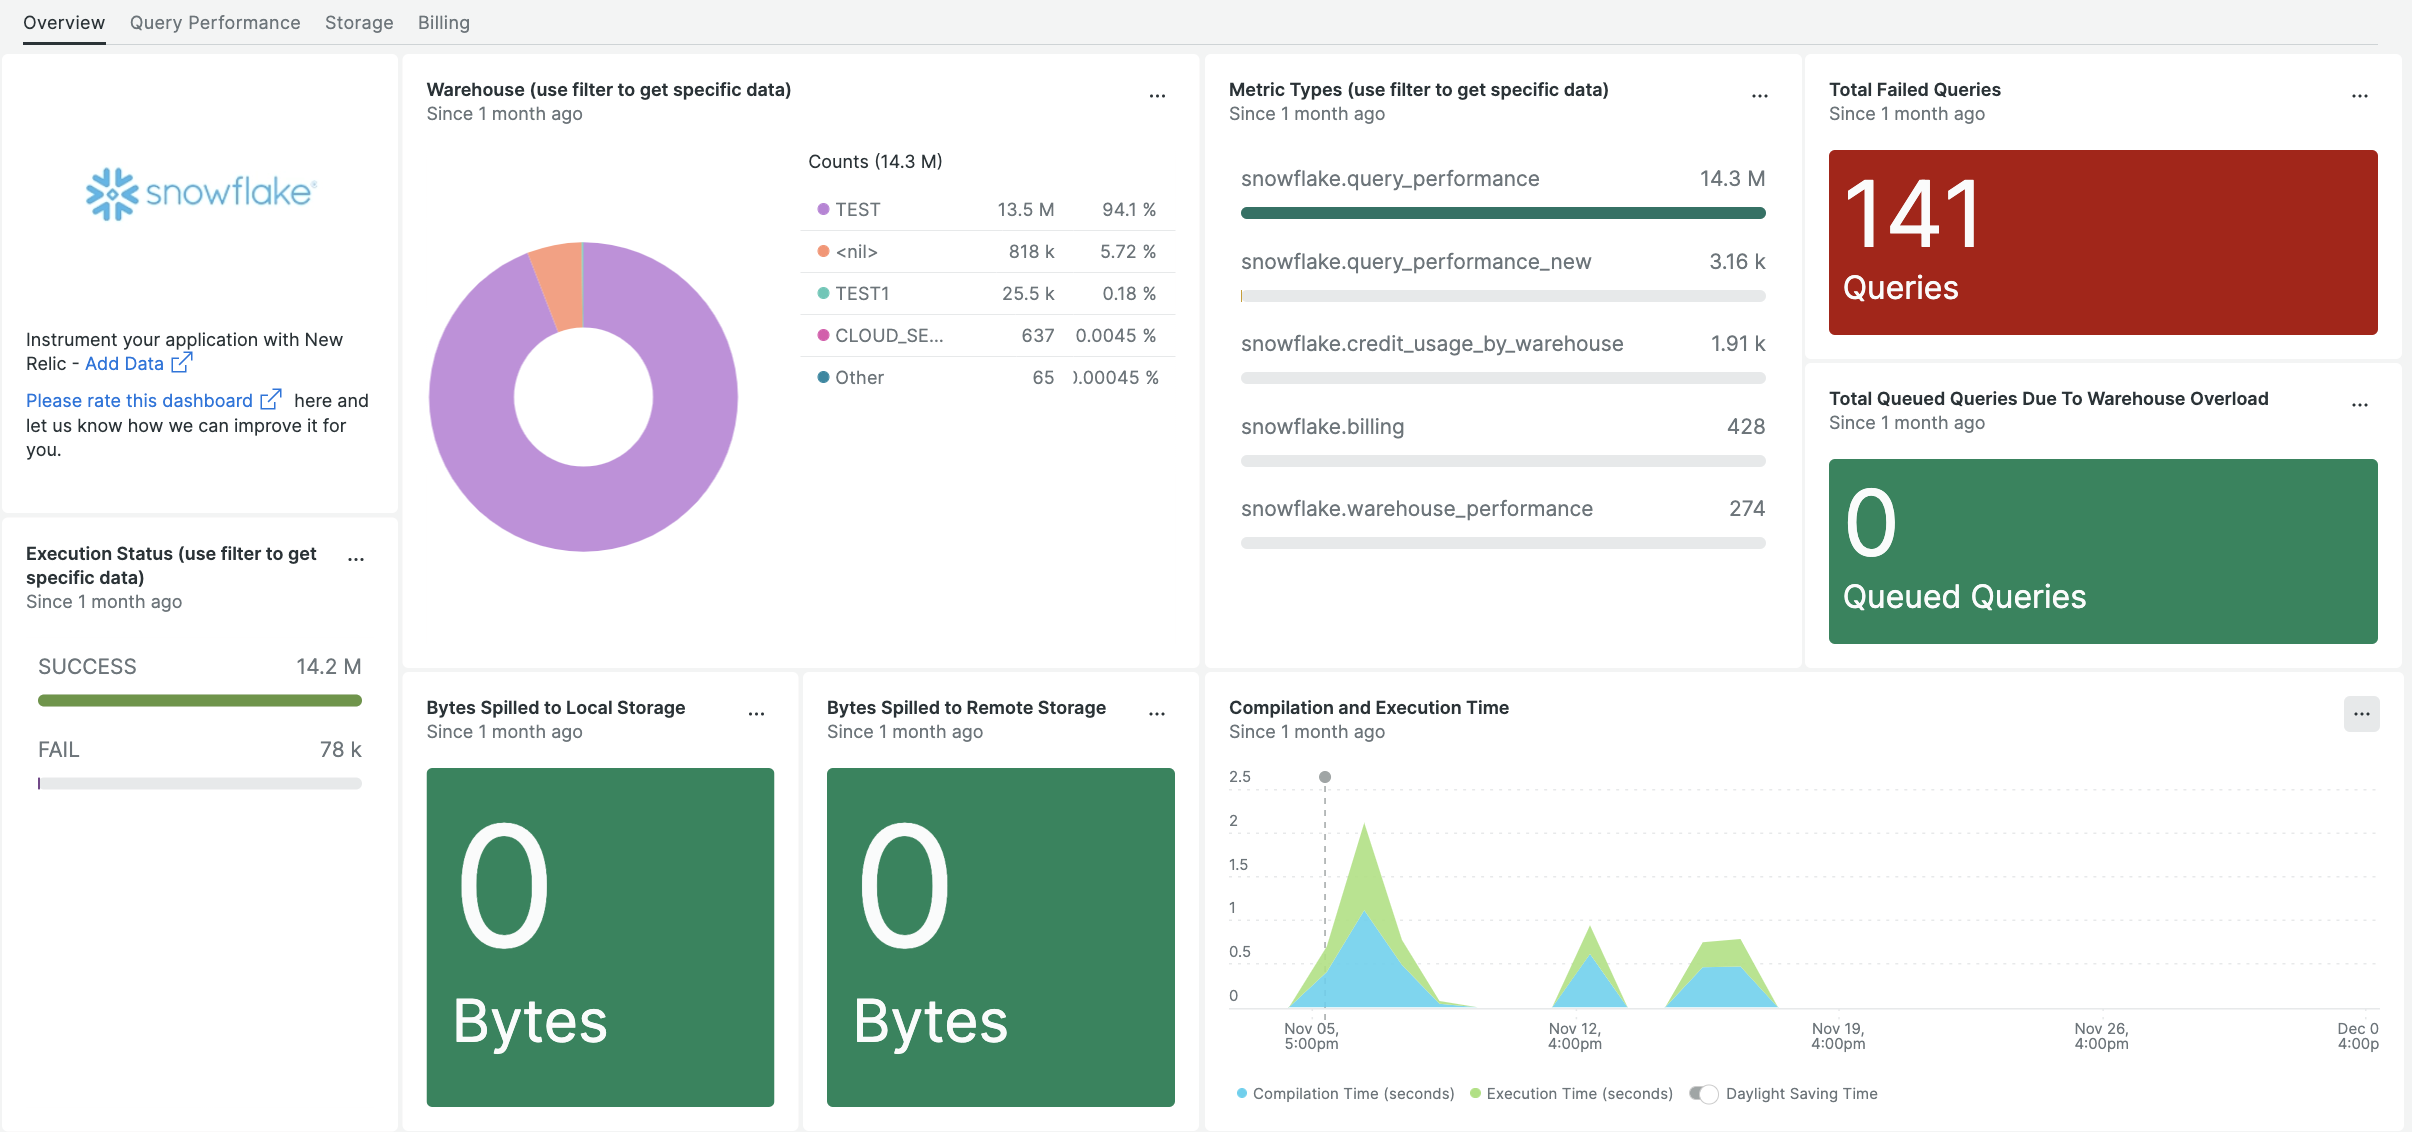 Overview Query Performance Storage Billing
snowflake®
Instrument your application with New
Relic - Add Data
Please rate this dashboard here and
let us know how we can improve it for
you.
Execution Status (use filter to get
specific data)
Since 1 month ago
SUCCESS 14.2 M
FAIL 78 k
Warehouse (use filter to get specific data)
Since 1 month ago
Counts (14.3 M)
TEST 13.5 M 94.1 %
<nil> 818 k 5.72 %
TEST1 25.5 k 0.18 %
CLOUD_SE... 637 0.0045 %
Other 65 .00045 %
Metric Types (use filter to get specific data)
Since 1 month ago
snowflake.query_performance 14.3 M
snowflake.query_performance_new 3.16 k
snowflake.credit_usage_by_warehouse 1.91 k
snowflake.billing 428
snowflake.warehouse_performance 274
Total Failed Queries
Since 1 month ago
141
Queries
Total Queued Queries Due To Warehouse Overload
Since 1 month ago
0
Queued Queries
Bytes Spilled to Local Storage
Since 1 month ago
0
Bytes
Bytes Spilled to Remote Storage
Since 1 month ago
0
Bytes
Compilation and Execution Time
Since 1 month ago
2.5
2
1.5
1
0.5
0
Nov 05, Nov 12, Nov 19, Nov 26, Dec 0
5:00pm 4:00pm 4:00pm 4:00pm 4:00p
Compilation Time (seconds) Execution Time (seconds) Daylight Saving Time